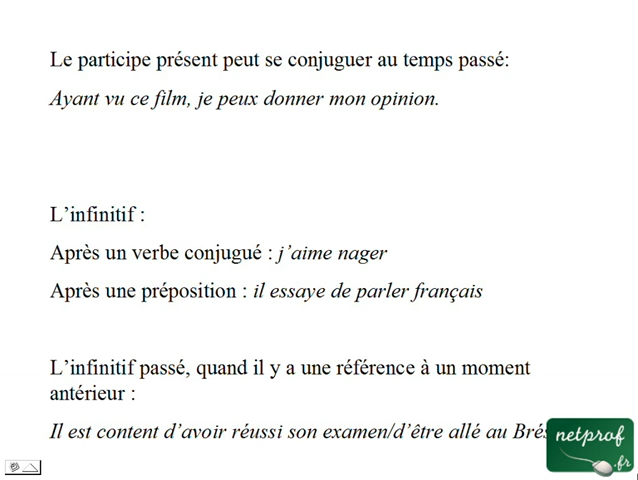 Le participe présent peut se conjuguer au temps passé:
Ayant vu ce film, je peux donner mon opinion.
L’infinitif :
Après un verbe conjugué : j’aime nager
Après une préposition : il essaye de parler français
L’infinitif passé, quand il y a une référence à un moment
antérieur :
Il est content d’avoir réussi son examen/d’être allé au
netprof
.fr